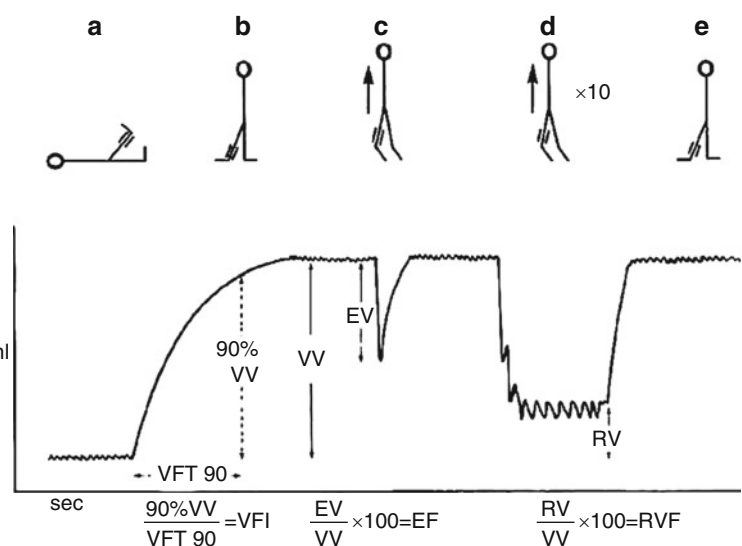 a b c d e
×10
EV
90% VV VV
ml
RV
VFT 90
sec
90%VV / VFT 90 =VFI EV / VV ×100=EF RV / VV ×100=RVF